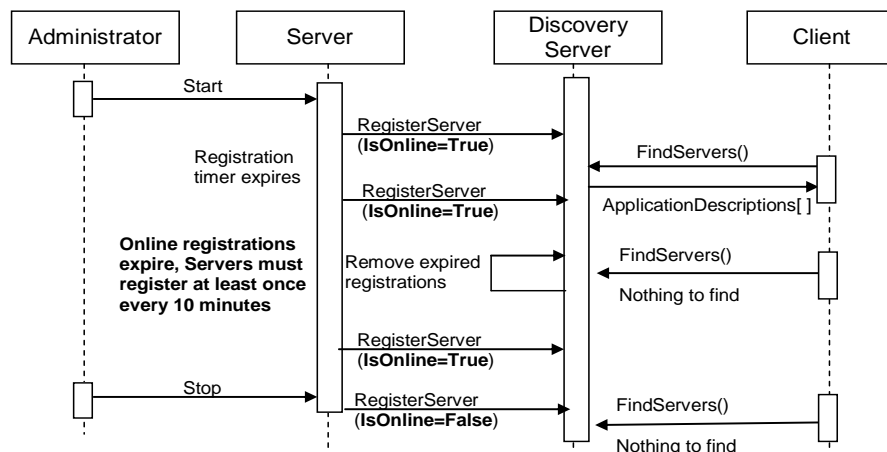 Administrator
Server
Discovery
Server
Client
Start
RegisterServer
(IsOnline=True)
Registration
timer expires
FindServers()
RegisterServer
(IsOnline=True)
ApplicationDescriptions[ ]
Online registrations
expire, Servers must
register at least once
every 10 minutes
Remove expired
registrations
FindServers()
Nothing to find
RegisterServer
(IsOnline=True)
Stop
RegisterServer
(IsOnline=False)
FindServers()
Nothing to find